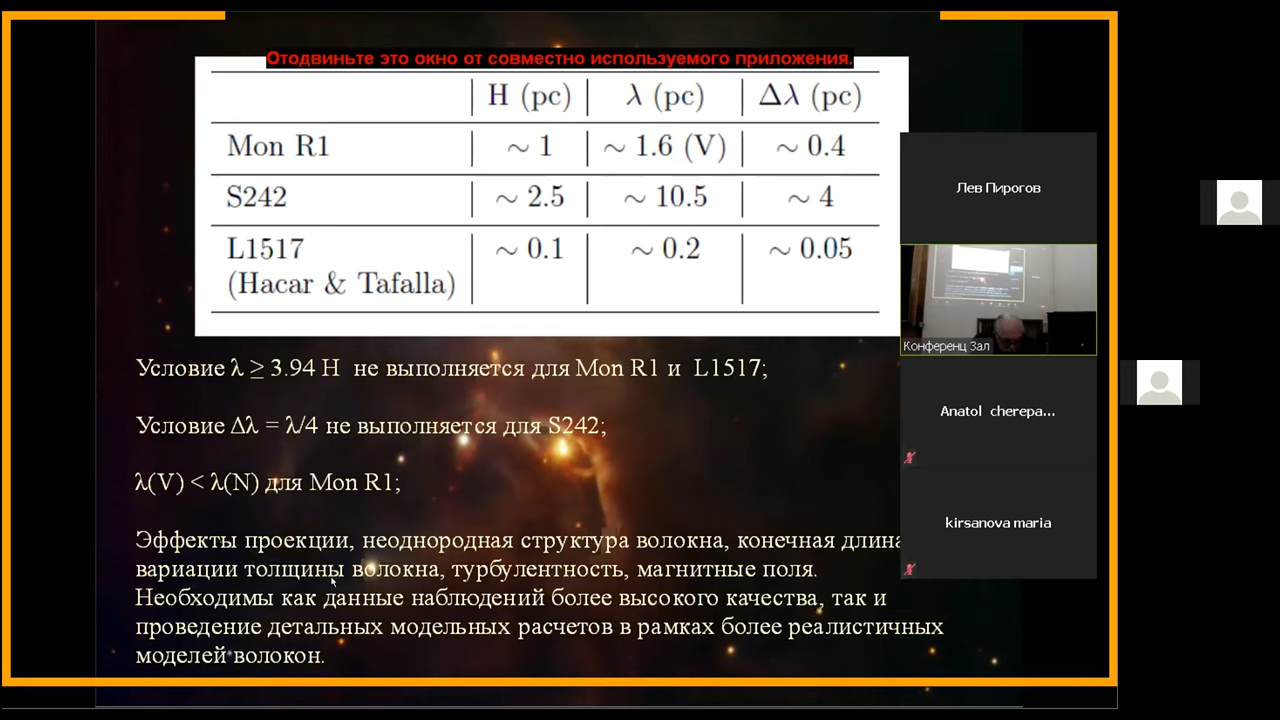 Отодвиньте это окно от совместно используемого приложения.
H (pc) λ (pc) Δλ (pc)
Mon R1 ∼ 1 ∼ 1.6 (V) ∼ 0.4
S242 ∼ 2.5 ∼ 10.5 ∼ 4
L1517 ∼ 0.1 ∼ 0.2 ∼ 0.05
(Hacar & Tafalla)
Условие λ ≥ 3.94 H не выполняется для Mon R1 и L1517;
Условие Δλ = λ/4 не выполняется для S242;
λ(V) < λ(N) для Mon R1;
Эффекты проекции, неоднородная структура волокна, конечная длина
вариации толщины волокна, турбулентность, магнитные поля.
Необходимы как данные наблюдений более высокого качества, так и
проведение детальных модельных расчетов в рамках более реалистичных
моделей волокон.
Лев Пирогов
Конференц Зал
Anatol cherepa...
kirsanova maria